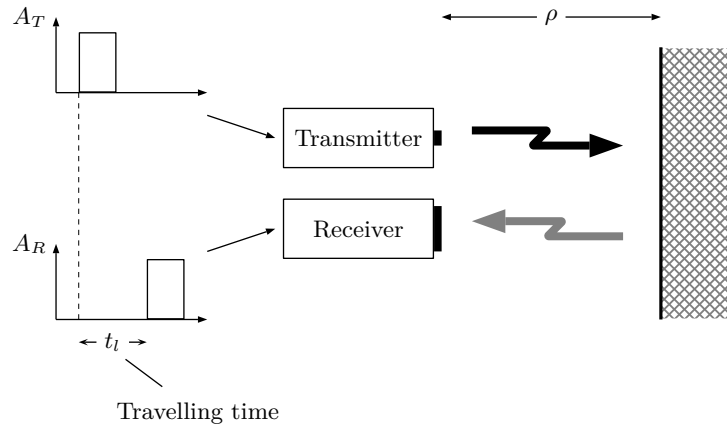 A_T
ρ
Transmitter
Receiver
A_R
t_l
Travelling time